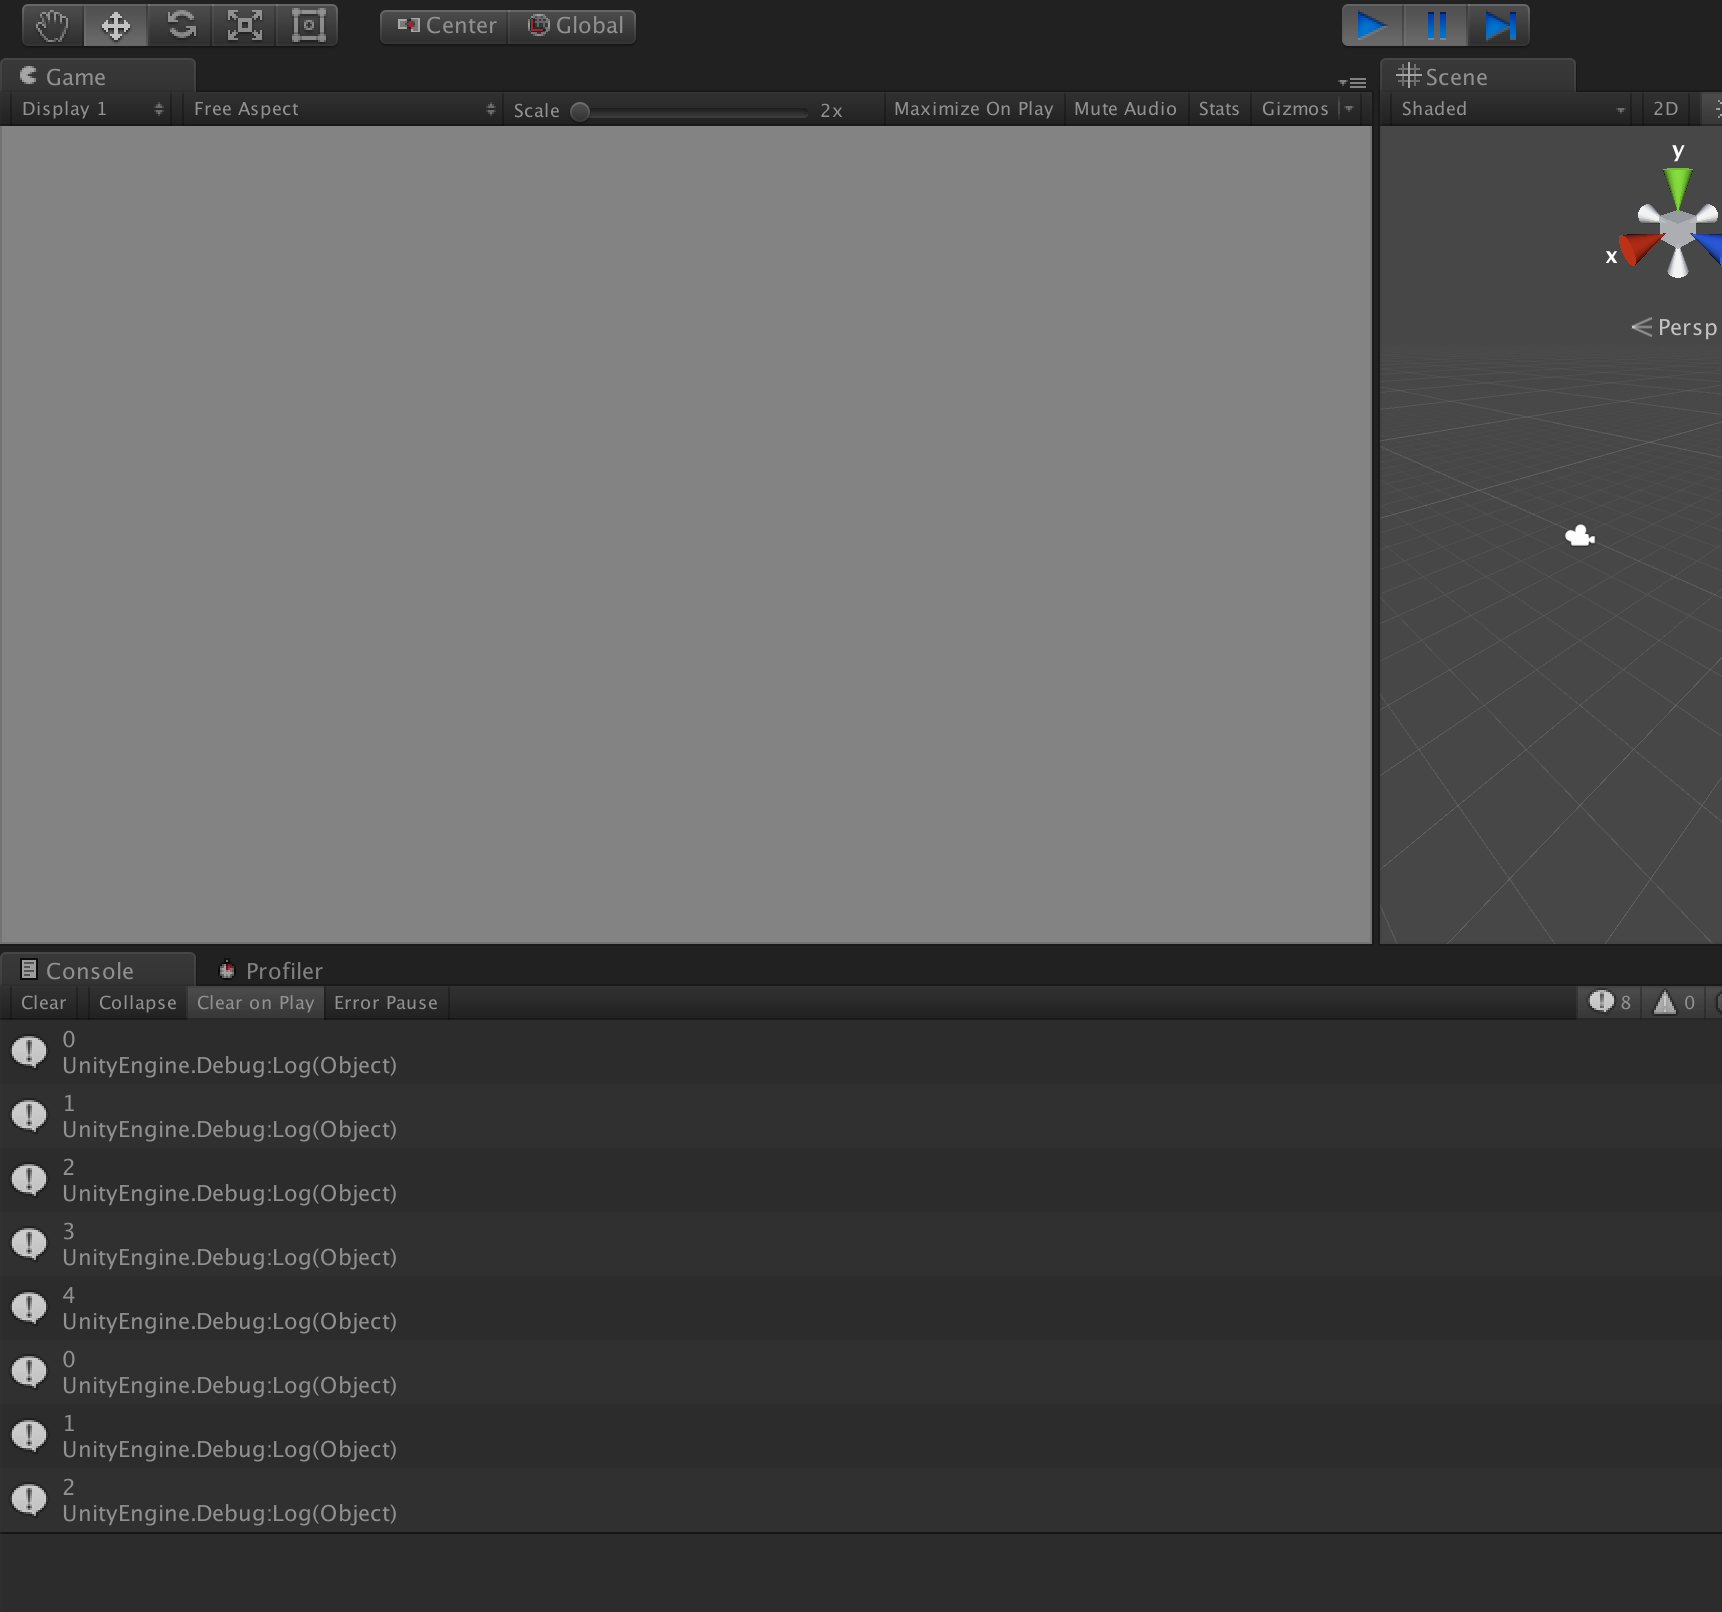 Center Global
Game
Scene
Display 1 Free Aspect Scale 2x Maximize On Play Mute Audio Stats Gizmos
Shaded 2D
y
x
Persp
Console Profiler
Clear Collapse Clear on Play Error Pause 8 0
0
UnityEngine.Debug:Log(Object)
1
UnityEngine.Debug:Log(Object)
2
UnityEngine.Debug:Log(Object)
3
UnityEngine.Debug:Log(Object)
4
UnityEngine.Debug:Log(Object)
0
UnityEngine.Debug:Log(Object)
1
UnityEngine.Debug:Log(Object)
2
UnityEngine.Debug:Log(Object)